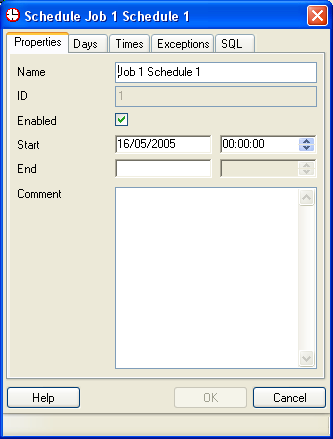 Schedule Job 1 Schedule 1
Properties Days Times Exceptions SQL
Name Job 1 Schedule 1
ID 1
Enabled
Start 16/05/2005 00:00:00
End
Comment
Help OK Cancel